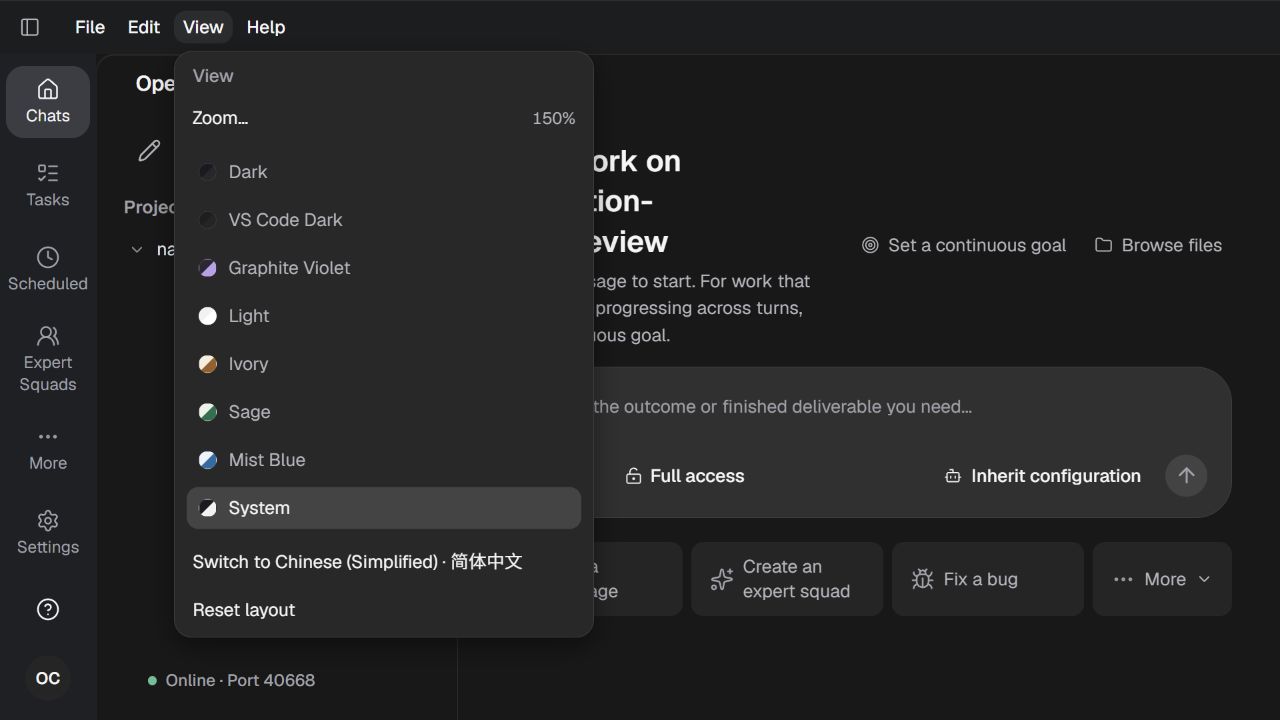 File Edit View Help
Chats
Tasks
Scheduled
Expert
Squads
More
Settings
OC
View
Zoom... 150%
Dark
VS Code Dark
Graphite Violet
Light
Ivory
Sage
Mist Blue
System
Switch to Chinese (Simplified) · 简体中文
Reset layout
Ope
Projec
na
Online · Port 40668
ork on
tion-
eview
Set a continuous goal
Browse files
sage to start. For work that
progressing across turns,
ous goal.
the outcome or finished deliverable you need...
Full access
Inherit configuration
a
age
Create an
expert squad
Fix a bug
More